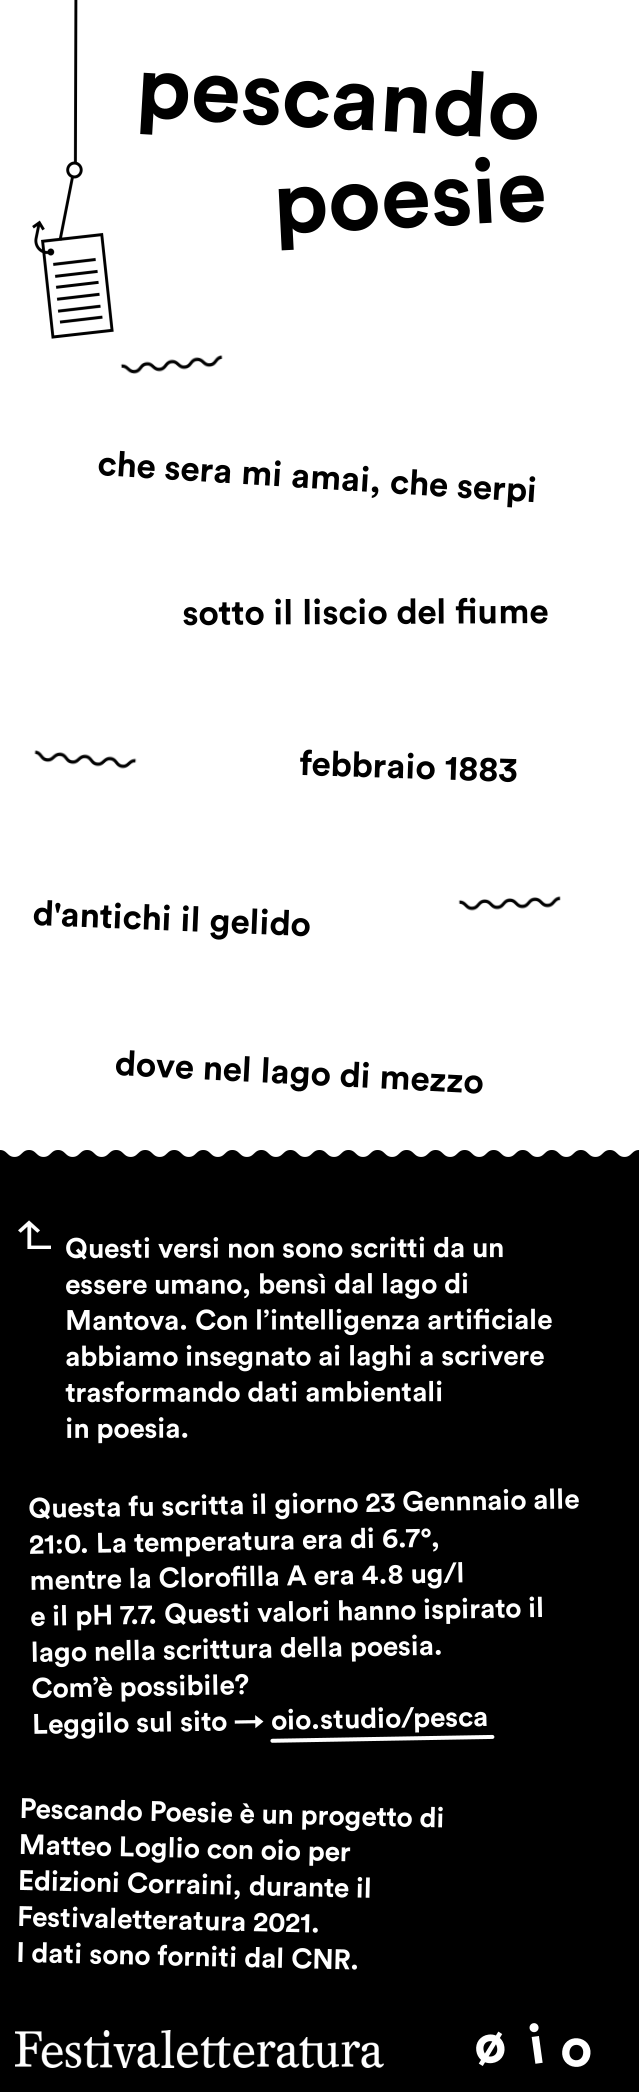 pescando
poesie
che sera mi amai, che serpi
sotto il liscio del fiume
febbraio 1883
d'antichi il gelido
dove nel lago di mezzo
Questi versi non sono scritti da un
essere umano, bensì dal lago di
Mantova. Con l’intelligenza artificiale
abbiamo insegnato ai laghi a scrivere
trasformando dati ambientali
in poesia.
Questa fu scritta il giorno 23 Gennnaio alle
21:0. La temperatura era di 6.7°,
mentre la Clorofilla A era 4.8 ug/l
e il pH 7.7. Questi valori hanno ispirato il
lago nella scrittura della poesia.
Com’è possibile?
Leggilo sul sito → oio.studio/pesca
Pescando Poesie è un progetto di
Matteo Loglio con oio per
Edizioni Corraini, durante il
Festivaletteratura 2021.
I dati sono forniti dal CNR.
Festivaletteratura
ø i o